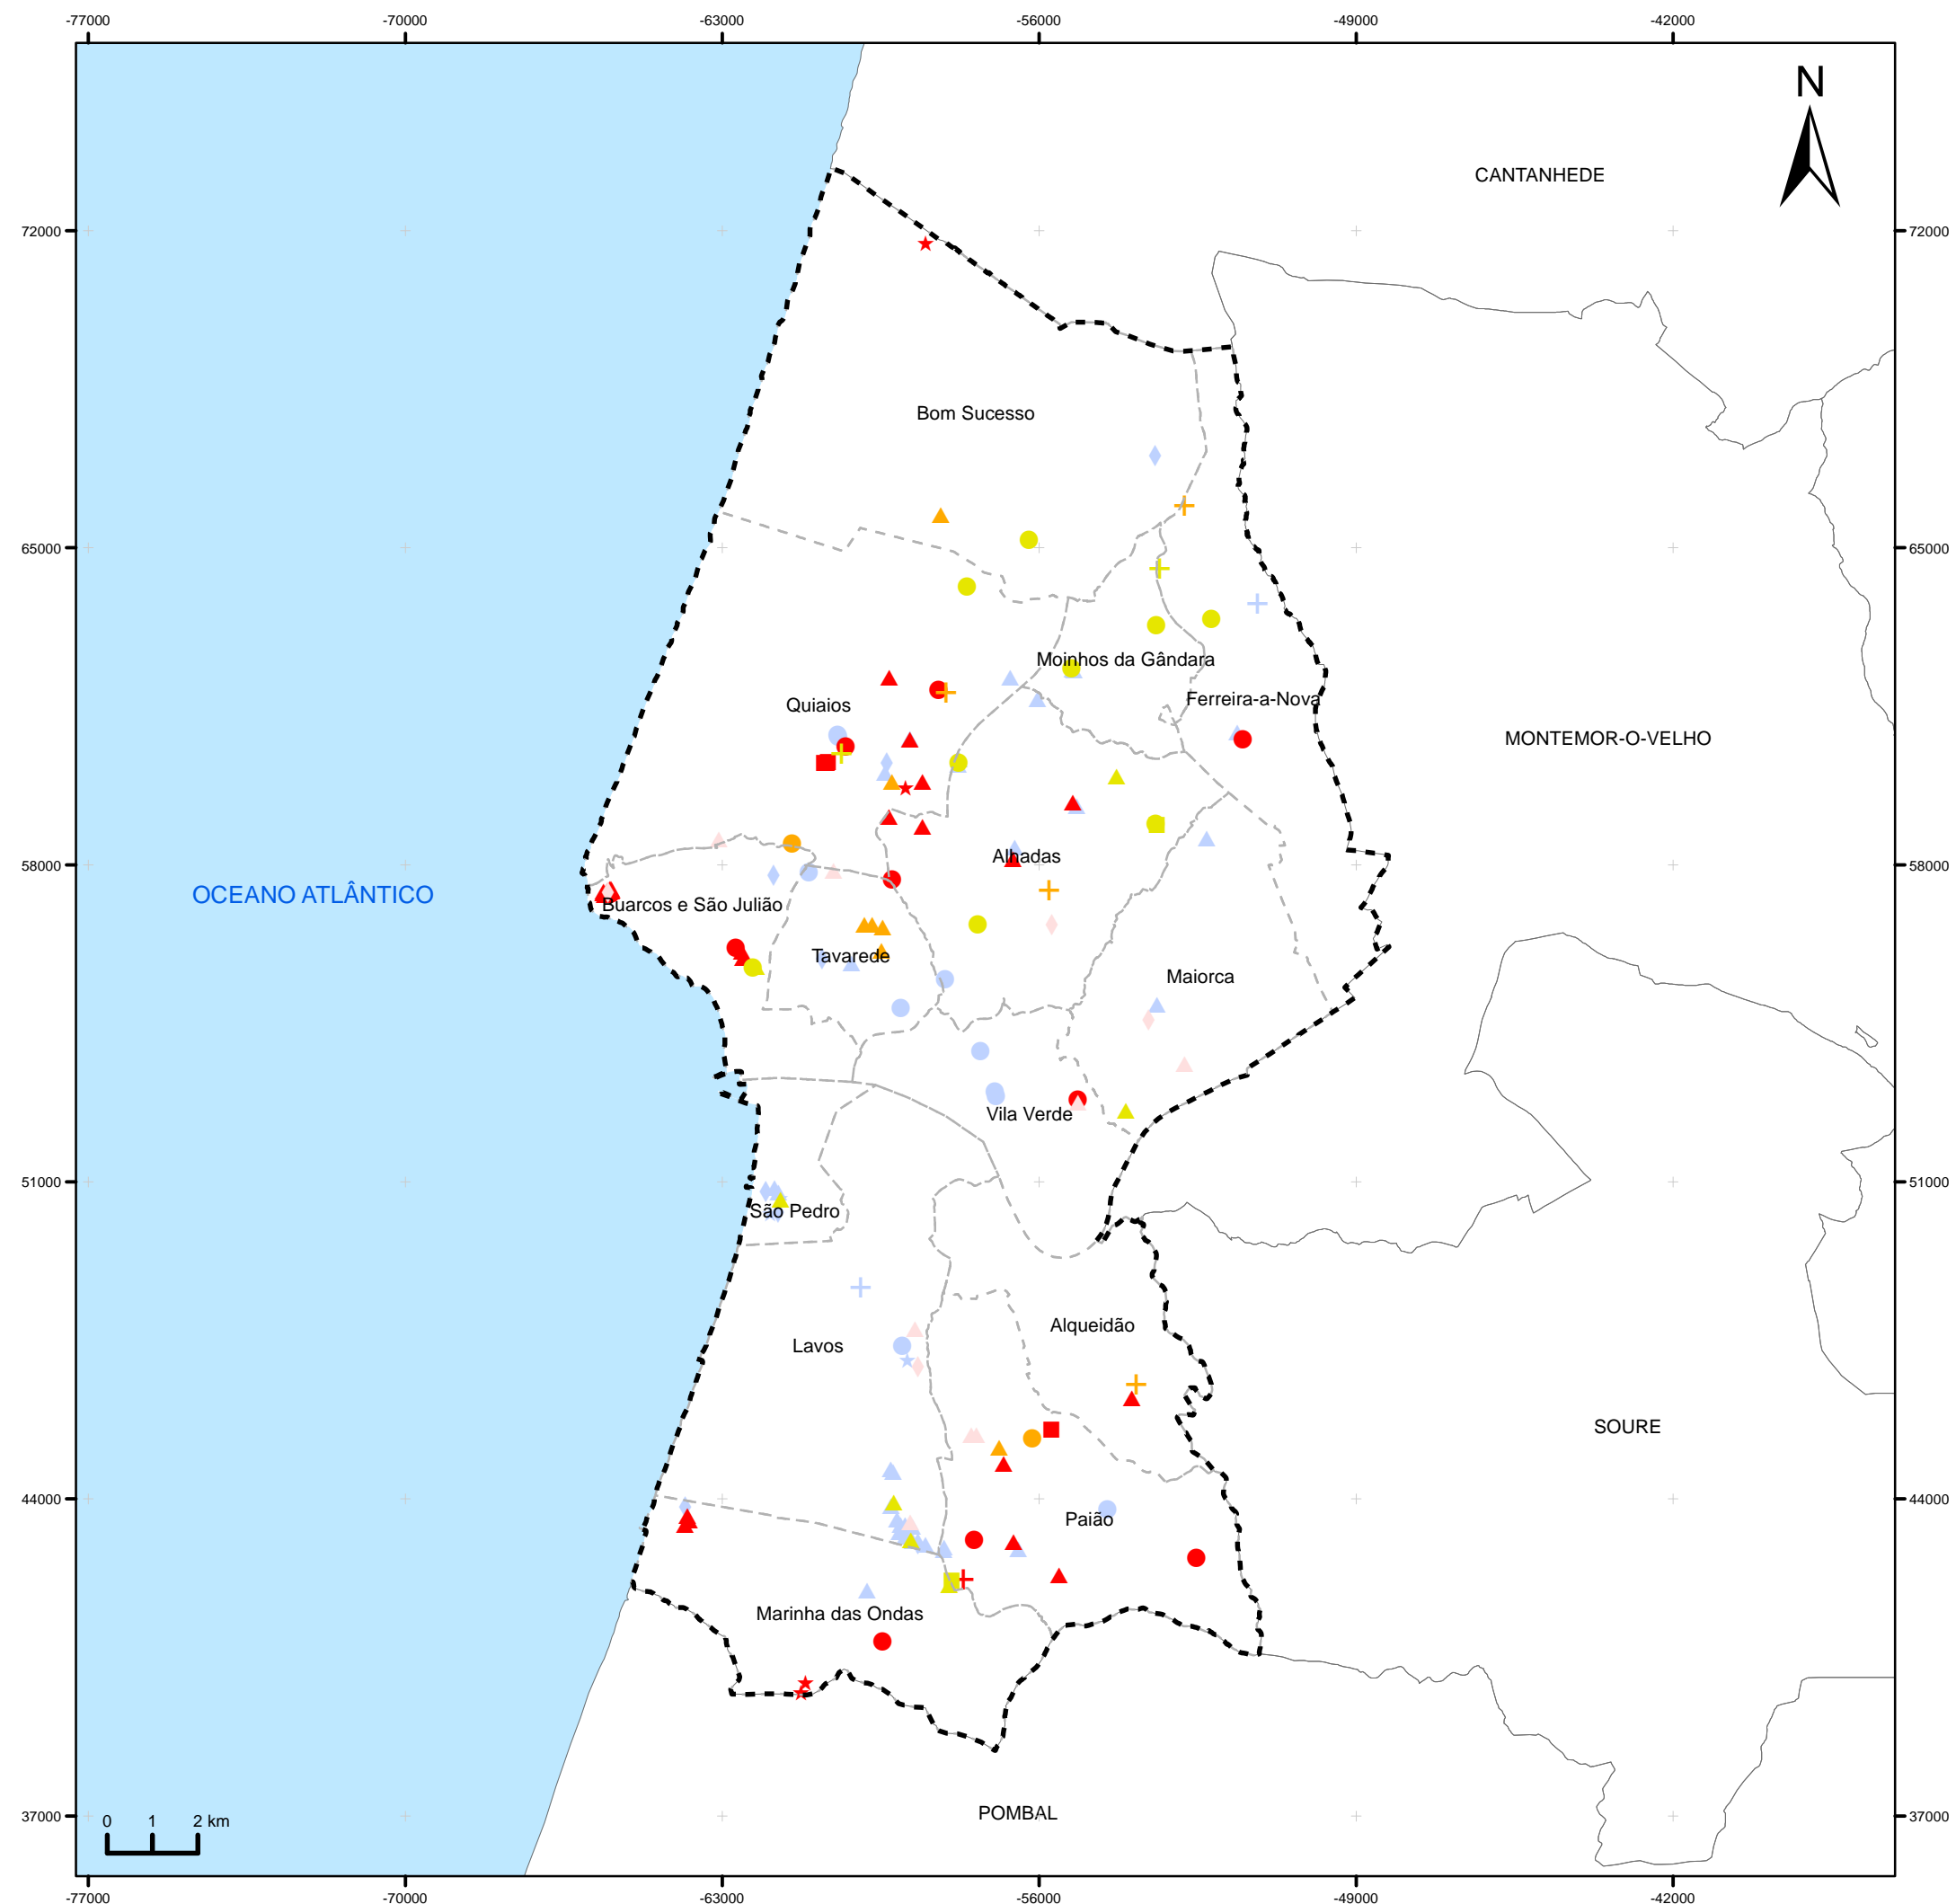 -77000 -70000 -63000 -56000 -49000 -42000
N
CANTANHEDE
72000 72000
Bom Sucesso
65000 65000
Moinhos da Gândara
Ferreira-a-Nova
Quiaios
MONTEMOR-O-VELHO
Alhadas
58000 58000
OCEANO ATLÂNTICO
Buarcos e São Julião
Tavarede
Maiorca
Vila Verde
51000 51000
São Pedro
Alqueidão
Lavos
SOURE
44000 44000
Paião
Marinha das Ondas
POMBAL
37000 37000
0 1 2 km
-77000 -70000 -63000 -56000 -49000 -42000